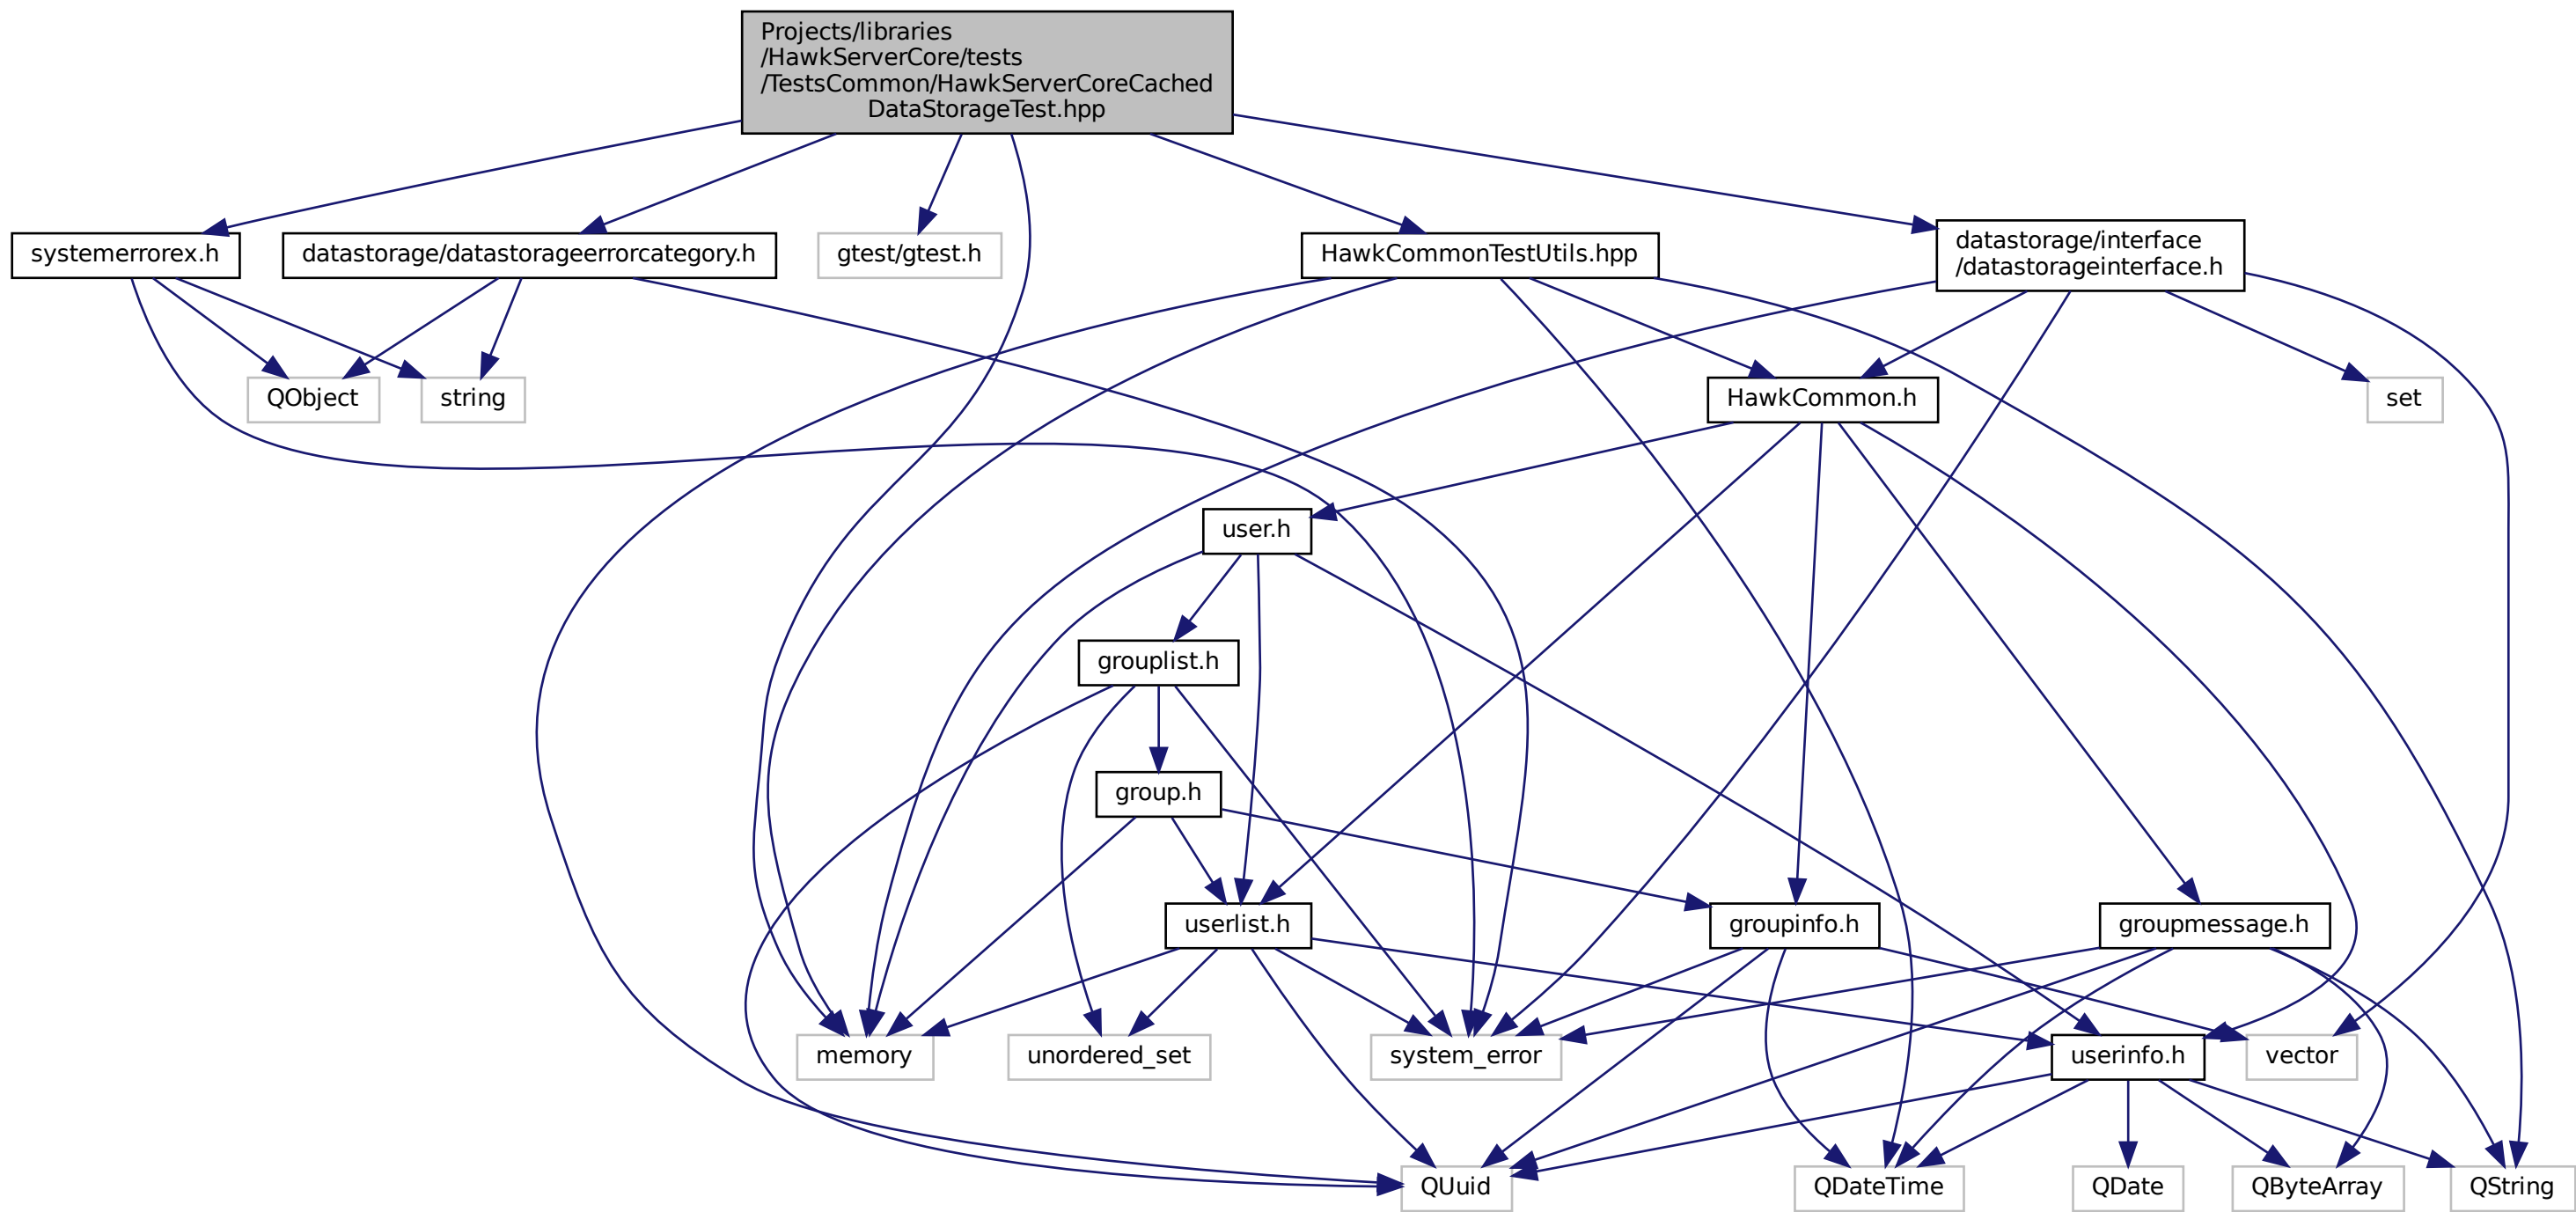 Projects/libraries
/HawkServerCore/tests
/TestsCommon/HawkServerCoreCached
DataStorageTest.hpp
systemerrorex.h
datastorage/datastorageerrorcategory.h
gtest/gtest.h
HawkCommonTestUtils.hpp
datastorage/interface
/datastorageinterface.h
QObject
string
HawkCommon.h
set
user.h
grouplist.h
group.h
userlist.h
groupinfo.h
groupmessage.h
memory
unordered_set
system_error
userinfo.h
vector
QUuid
QDateTime
QDate
QByteArray
QString